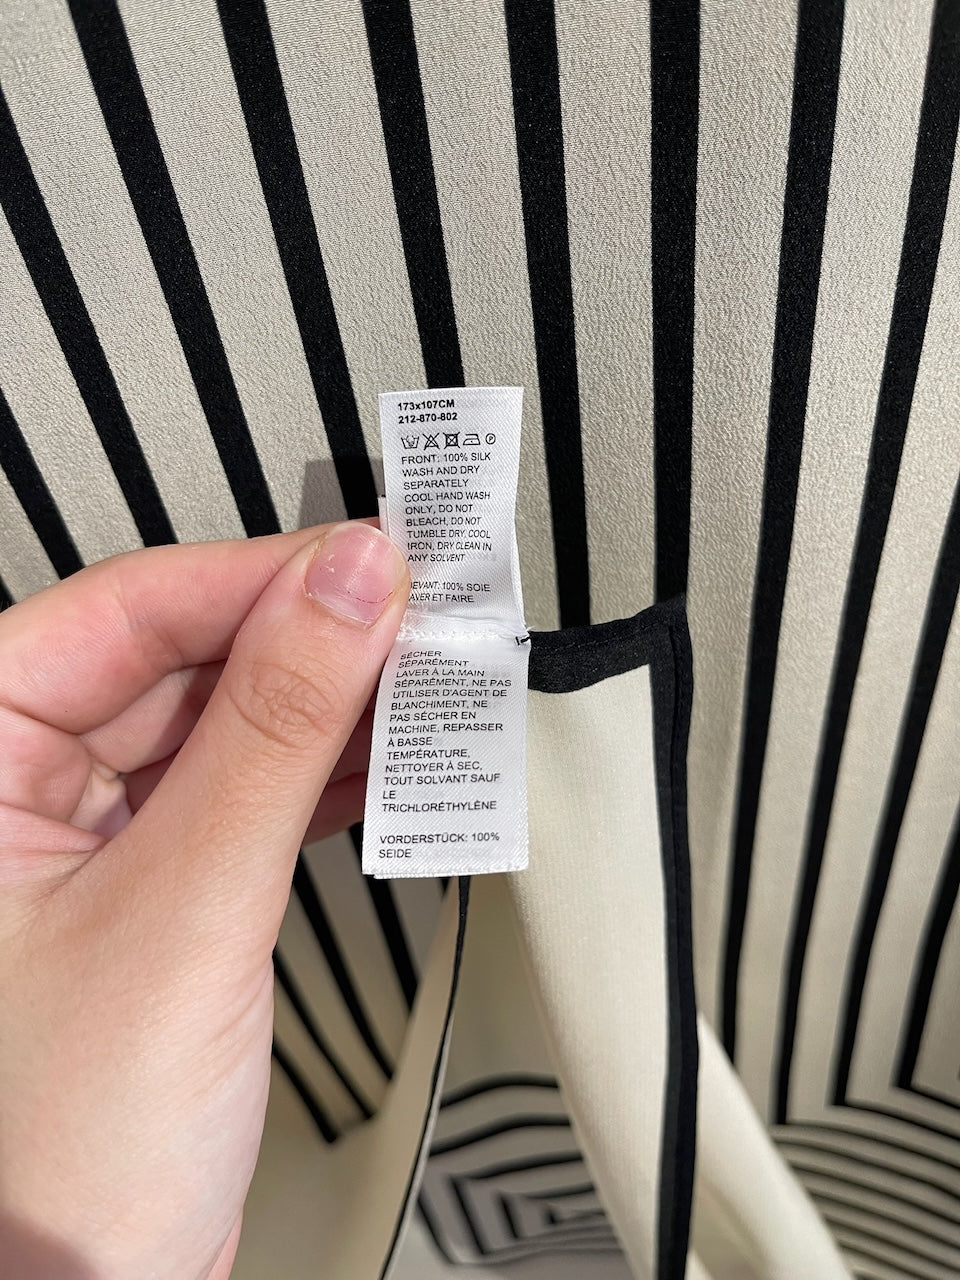 173x107CM
212-870-802
P
FRONT: 100% SILK
WASH AND DRY
SEPARATELY
COOL HAND WASH
ONLY, DO NOT
BLEACH, DO NOT
TUMBLE DRY, COOL
IRON, DRY CLEAN IN
ANY SOLVENT
DEVANT: 100% SOIE
LAVER ET FAIRE
SÉCHER
SÉPARÉMENT
LAVER À LA MAIN
SÉPARÉMENT, NE PAS
UTILISER D'AGENT DE
BLANCHIMENT, NE
PAS SÉCHER EN
MACHINE, REPASSER
À BASSE
TEMPÉRATURE,
NETTOYER À SEC,
TOUT SOLVANT SAUF
LE
TRICHLORÉTHYLÈNE
VORDERSTÜCK: 100%
SEIDE